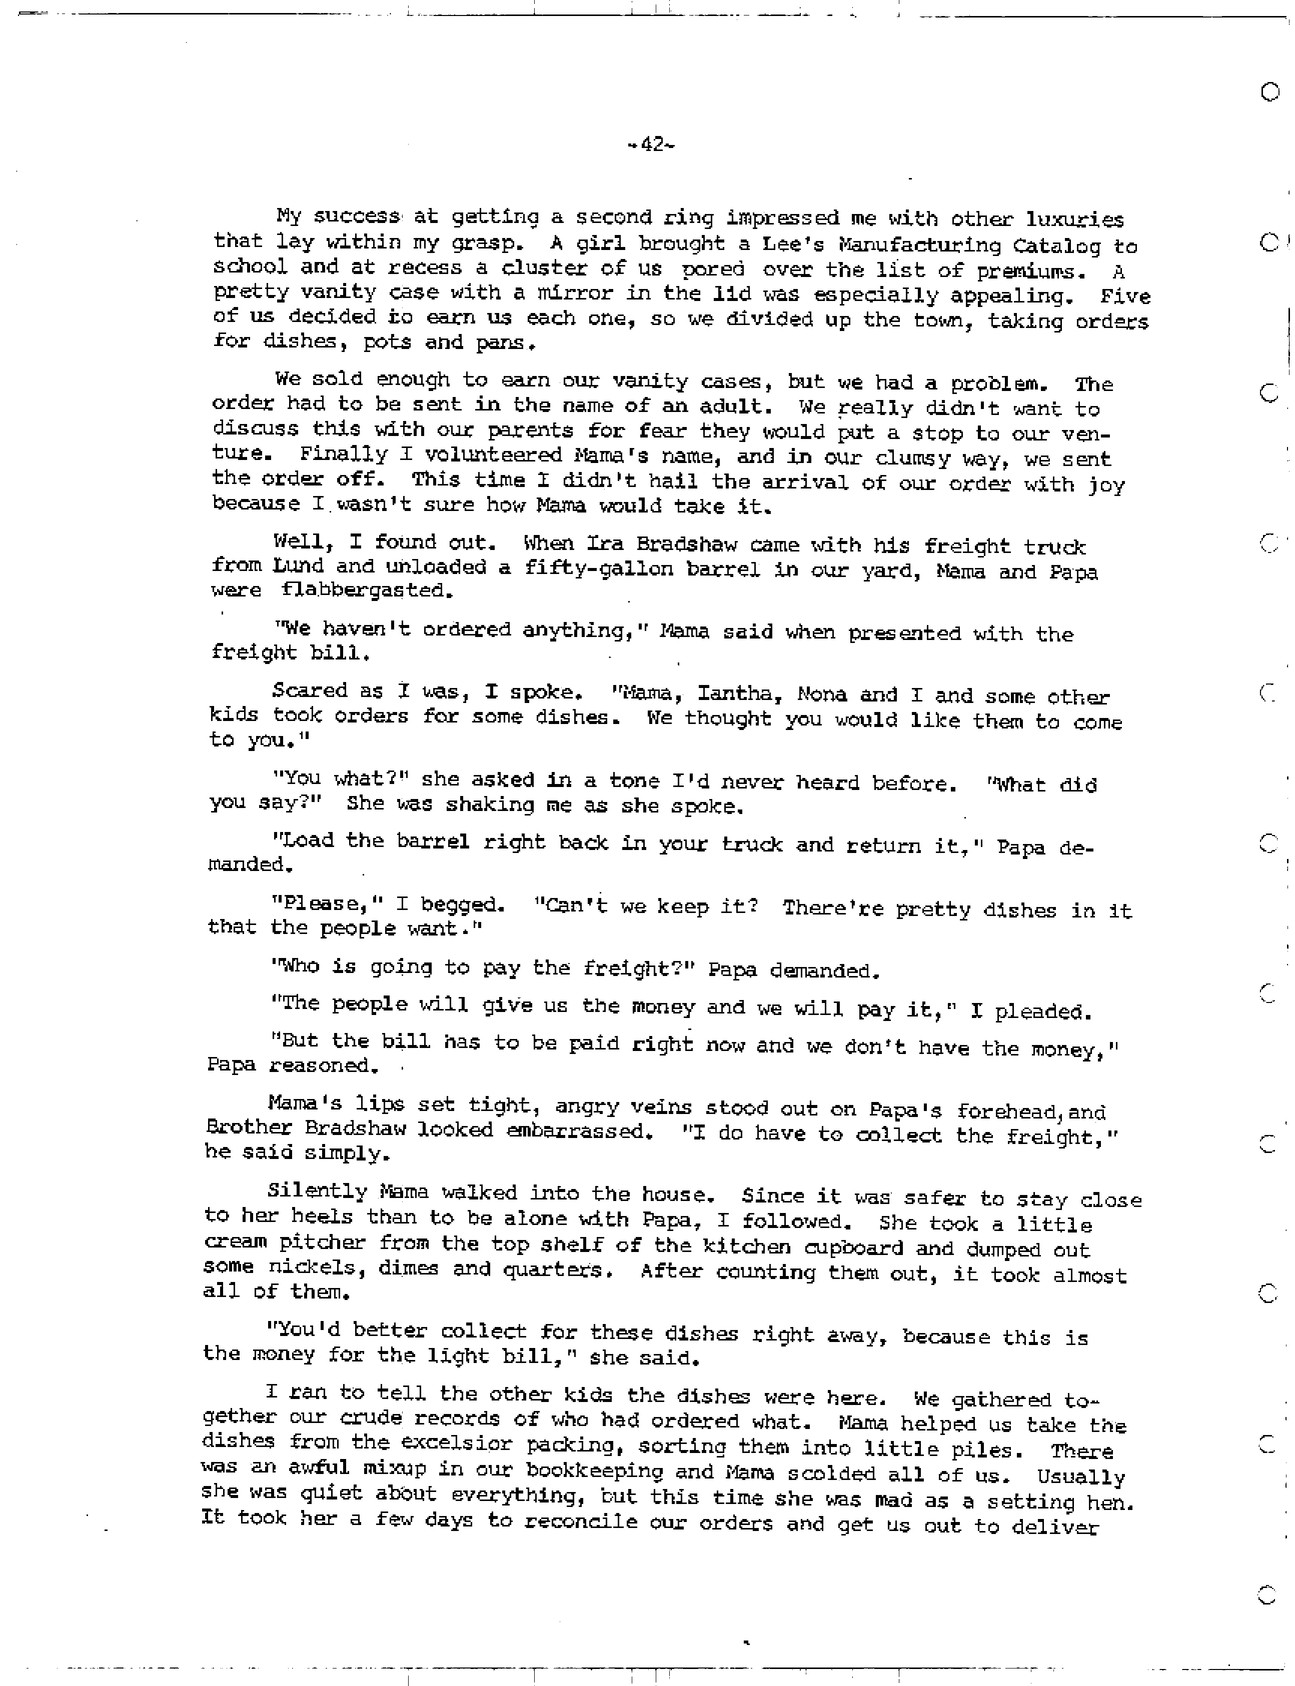 -42-
My success at getting a second ring impressed me with other luxuries
that lay within my grasp. A girl brought a Lee's Manufacturing Catalog to
school and at recess a cluster of us pored over the list of premiums. A
pretty vanity case with a mirror in the lid was especially appealing. Five
of us decided to earn us each one, so we divided up the town, taking orders
for dishes, pots and pans.
We sold enough to earn our vanity cases, but we had a problem. The
order had to be sent in the name of an adult. We really didn't want to
discuss this with our parents for fear they would put a stop to our ven-
ture. Finally I volunteered Mama's name, and in our clumsy way, we sent
the order off. This time I didn't hail the arrival of our order with joy
because I wasn't sure how Mama would take it.
Well, I found out. When Ira Bradshaw came with his freight truck
from Lund and unloaded a fifty-gallon barrel in our yard, Mama and Papa
were flabbergasted.
"We haven't ordered anything," Mama said when presented with the
freight bill.
Scared as I was, I spoke. "Mama, Iantha, Nona and I and some other
kids took orders for some dishes. We thought you would like them to come
to you."
"You what?" she asked in a tone I'd never heard before. "What did
you say?" She was shaking me as she spoke.
"Load the barrel right back in your truck and return it," Papa de-
manded.
"Please," I begged. "Can't we keep it? There're pretty dishes in it
that the people want."
"Who is going to pay the freight?" Papa demanded.
"The people will give us the money and we will pay it," I pleaded.
"But the bill has to be paid right now and we don't have the money,"
Papa reasoned.
Mama's lips set tight, angry veins stood out on Papa's forehead, and
Brother Bradshaw looked embarrassed. "I do have to collect the freight,"
he said simply.
Silently Mama walked into the house. Since it was safer to stay close
to her heels than to be alone with Papa, I followed. She took a little
cream pitcher from the top shelf of the kitchen cupboard and dumped out
some nickels, dimes and quarters. After counting them out, it took almost
all of them.
"You'd better collect for these dishes right away, because this is
the money for the light bill," she said.
I ran to tell the other kids the dishes were here. We gathered to-
gether our crude records of who had ordered what. Mama helped us take the
dishes from the excelsior packing, sorting them into little piles. There
was an awful mixup in our bookkeeping and Mama scolded all of us. Usually
she was quiet about everything, but this time she was mad as a setting hen.
It took her a few days to reconcile our orders and get us out to deliver